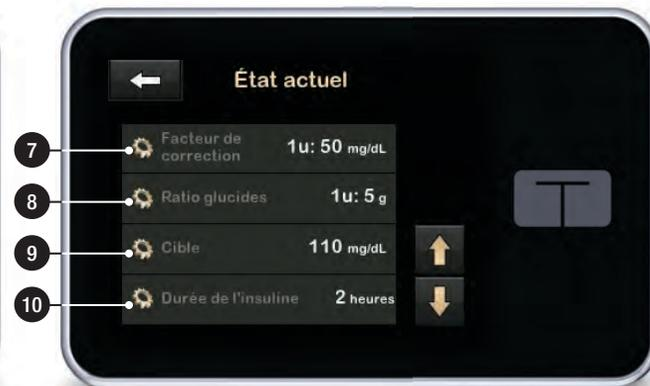 État actuel
7 Facteur de correction 1u: 50 mg/dL
8 Ratio glucides 1u: 5 g
9 Cible 110 mg/dL
10 Durée de l'insuline 2 heures